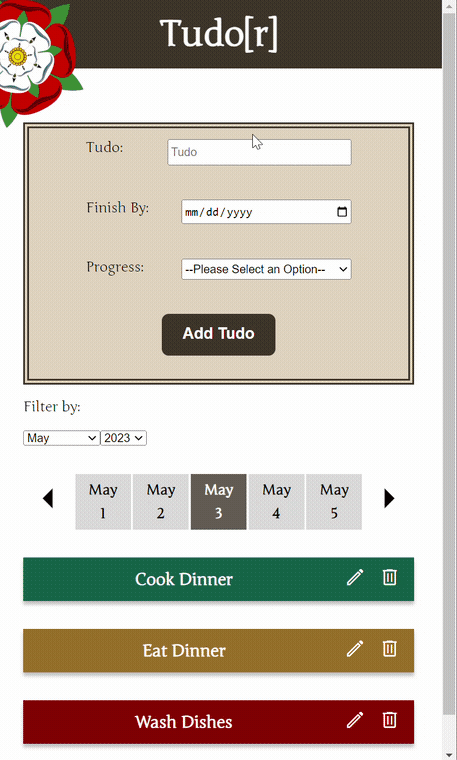 Tudo[r]
Tudo:
Tudo
Finish By:
mm/dd/yyyy
Progress:
--Please Select an Option--
Add Tudo
Filter by:
May 2023
May May May May May
1 2 3 4 5
Cook Dinner
Eat Dinner
Wash Dishes